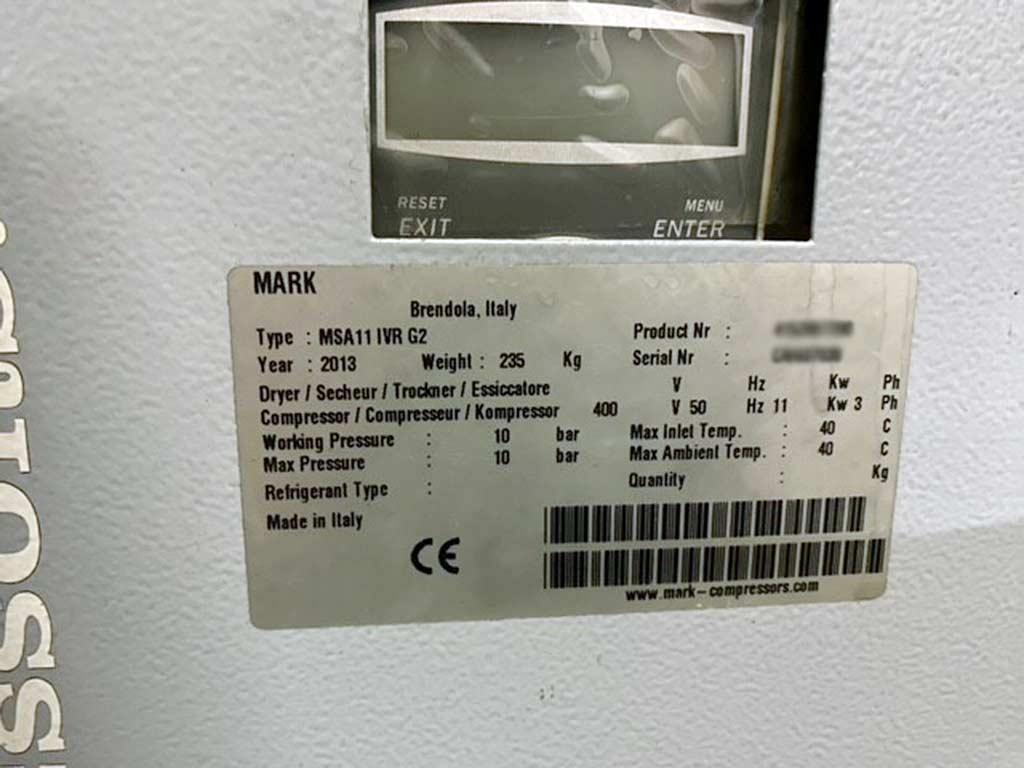 RESET MENU
EXIT ENTER
MARK
Brendola, Italy
Type : MSA11 IVR G2 Product Nr :
Year : 2013 Weight : 235 Kg Serial Nr :
Dryer / Secheur / Trockner / Essiccatore V Hz Kw Ph
Compressor / Compresseur / Kompressor 400 V 50 Hz 11 Kw 3 Ph
Working Pressure : 10 bar Max Inlet Temp. : 40 C
Max Pressure : 10 bar Max Ambient Temp. : 40 C
Refrigerant Type : Quantity : Kg
Made in Italy
CE
www.mark-compressors.com